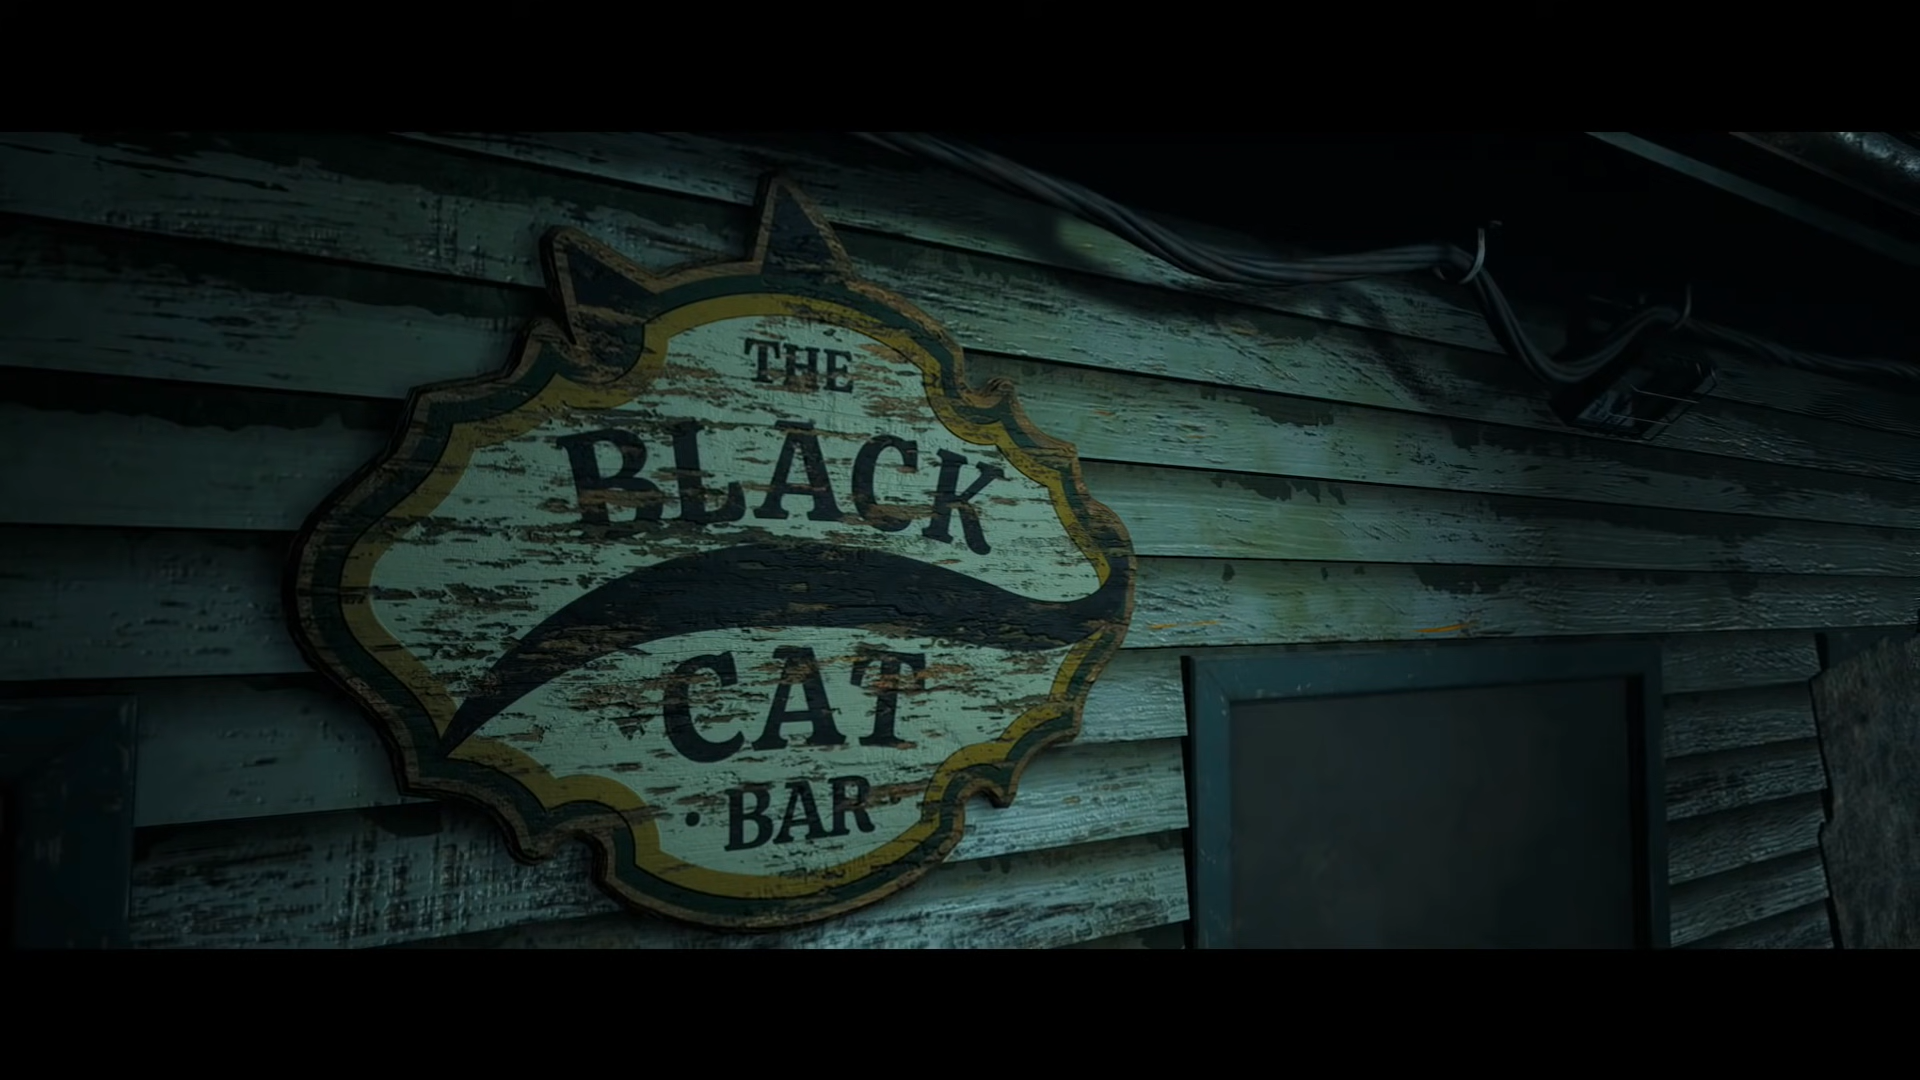 THE
BLACK
CAT
· BAR ·